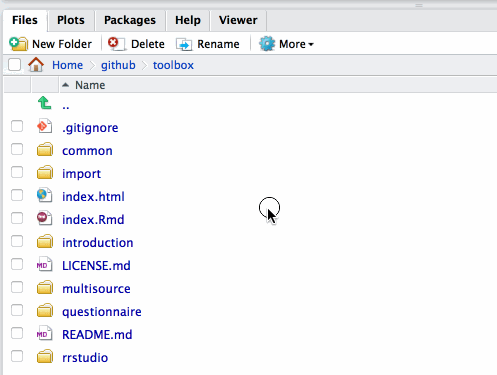 Files Plots Packages Help Viewer
New Folder Delete Rename More
Home github toolbox
Name
..
.gitignore
common
import
index.html
index.Rmd
introduction
MD LICENSE.md
multisource
questionnaire
MD README.md
rrstudio